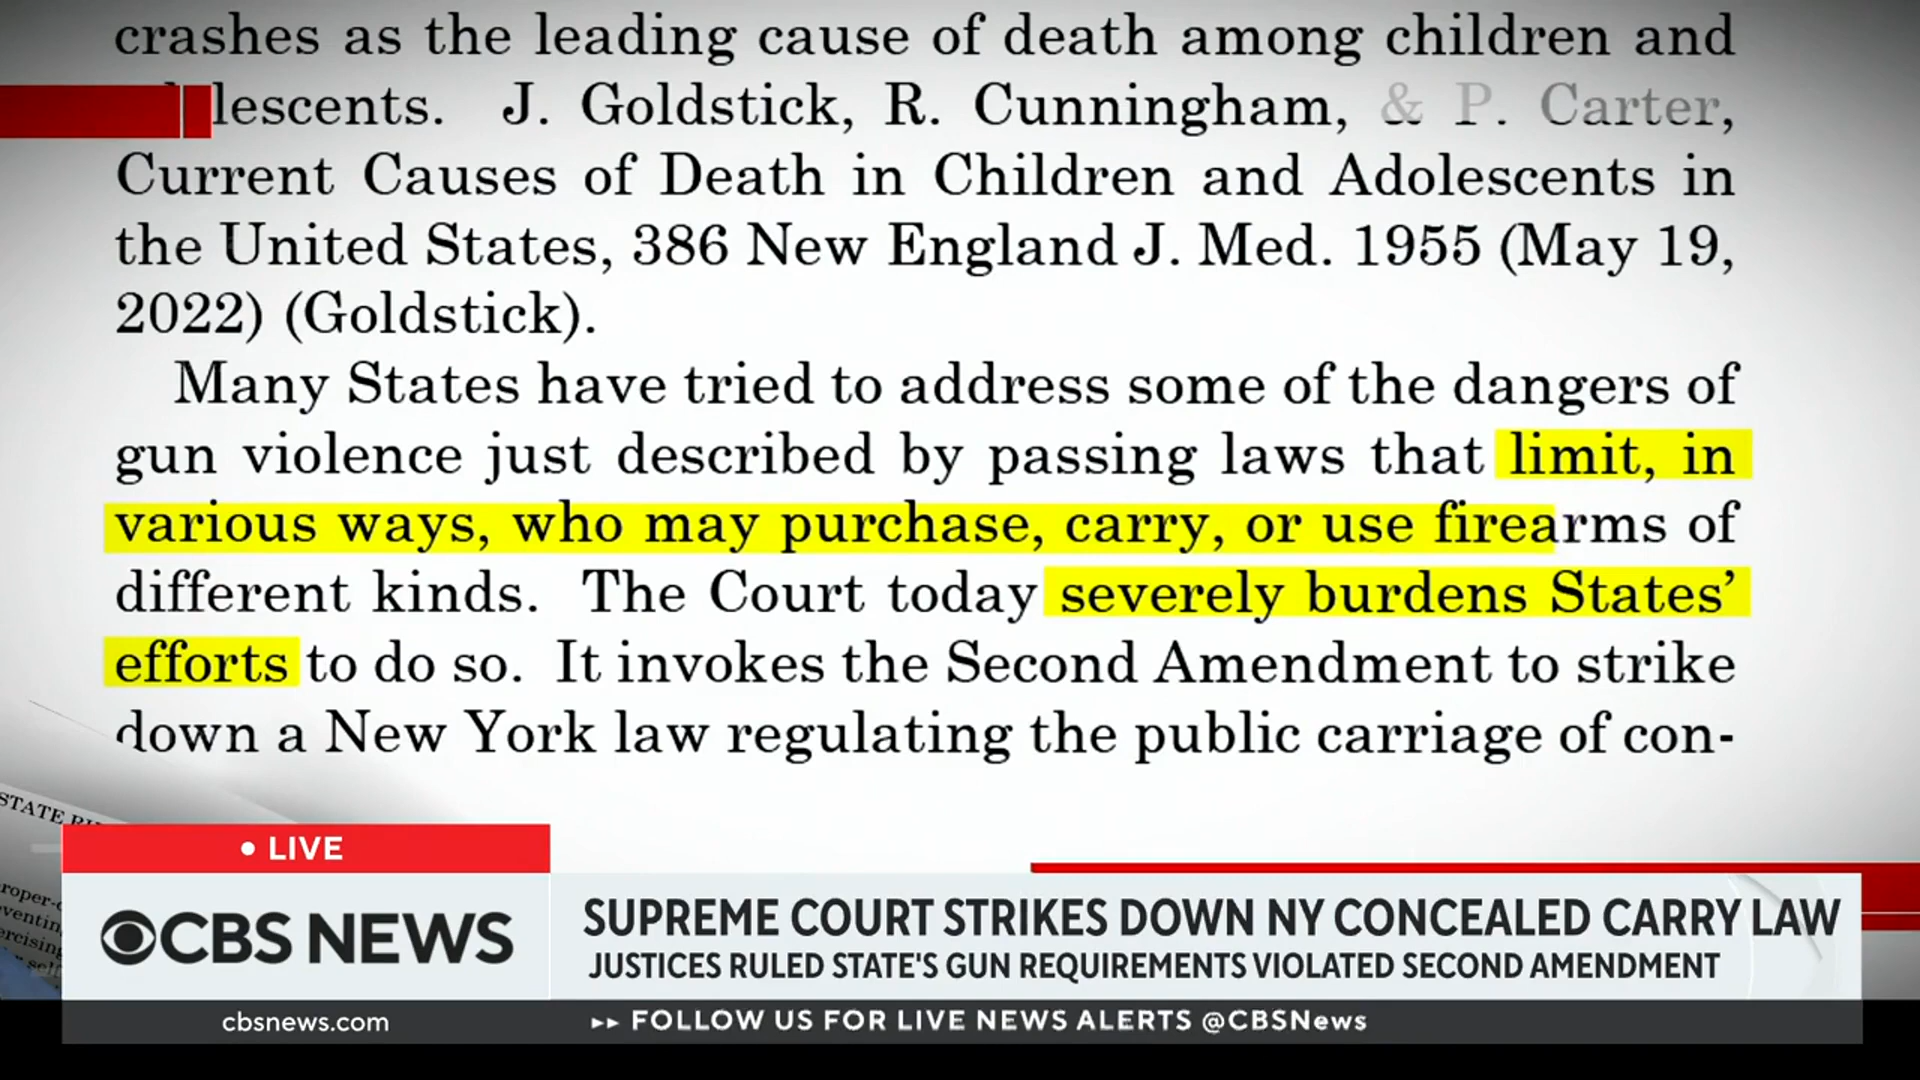 crashes as the leading cause of death among children and
lescents. J. Goldstick, R. Cunningham, & P. Carter,
Current Causes of Death in Children and Adolescents in
the United States, 386 New England J. Med. 1955 (May 19,
2022) (Goldstick).
Many States have tried to address some of the dangers of
gun violence just described by passing laws that limit, in
various ways, who may purchase, carry, or use firearms of
different kinds. The Court today severely burdens States’
efforts to do so. It invokes the Second Amendment to strike
down a New York law regulating the public carriage of con-
STATE
• LIVE
CBS NEWS
SUPREME COURT STRIKES DOWN NY CONCEALED CARRY LAW
JUSTICES RULED STATE'S GUN REQUIREMENTS VIOLATED SECOND AMENDMENT
cbsnews.com
FOLLOW US FOR LIVE NEWS ALERTS @CBSNews